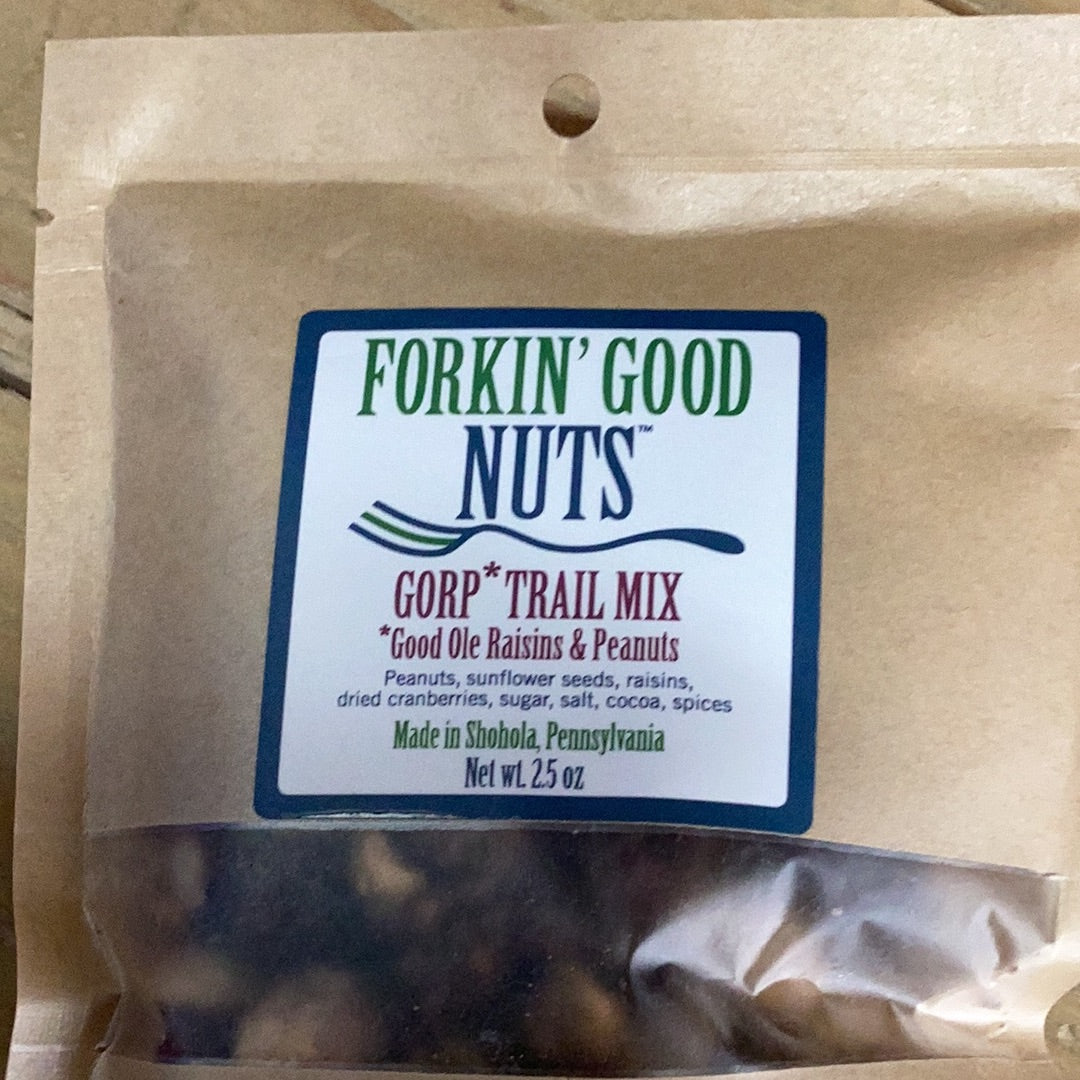 FORKIN' GOOD
NUTS™
GORP* TRAIL MIX
*Good Ole Raisins & Peanuts
Peanuts, sunflower seeds, raisins,
dried cranberries, sugar, salt, cocoa, spices
Made in Shohola, Pennsylvania
Net wt. 2.5 oz